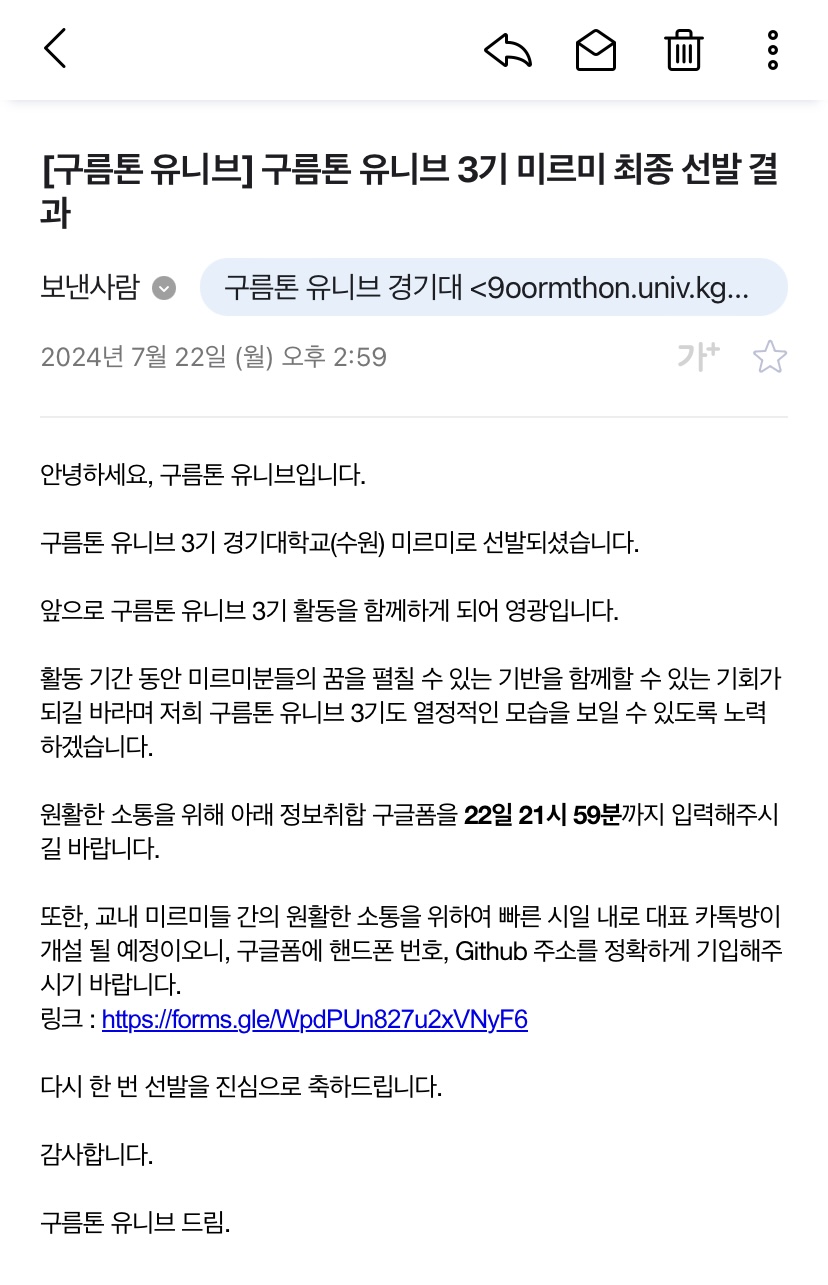 [구름톤 유니브] 구름톤 유니브 3기 미르미 최종 선발 결
과
보낸사람 구름톤 유니브 경기대 <9oormthon.univ.kg...
2024년 7월 22일 (월) 오후 2:59 가+
안녕하세요, 구름톤 유니브입니다.
구름톤 유니브 3기 경기대학교(수원) 미르미로 선발되셨습니다.
앞으로 구름톤 유니브 3기 활동을 함께하게 되어 영광입니다.
활동 기간 동안 미르미분들의 꿈을 펼칠 수 있는 기반을 함께할 수 있는 기회가
되길 바라며 저희 구름톤 유니브 3기도 열정적인 모습을 보일 수 있도록 노력
하겠습니다.
원활한 소통을 위해 아래 정보취합 구글폼을 22일 21시 59분까지 입력해주시
길 바랍니다.
또한, 교내 미르미들 간의 원활한 소통을 위하여 빠른 시일 내로 대표 카톡방이
개설 될 예정이오니, 구글폼에 핸드폰 번호, Github 주소를 정확하게 기입해주
시기 바랍니다.
링크 : https://forms.gle/WpdPUn827u2xVNyF6
다시 한 번 선발을 진심으로 축하드립니다.
감사합니다.
구름톤 유니브 드림.